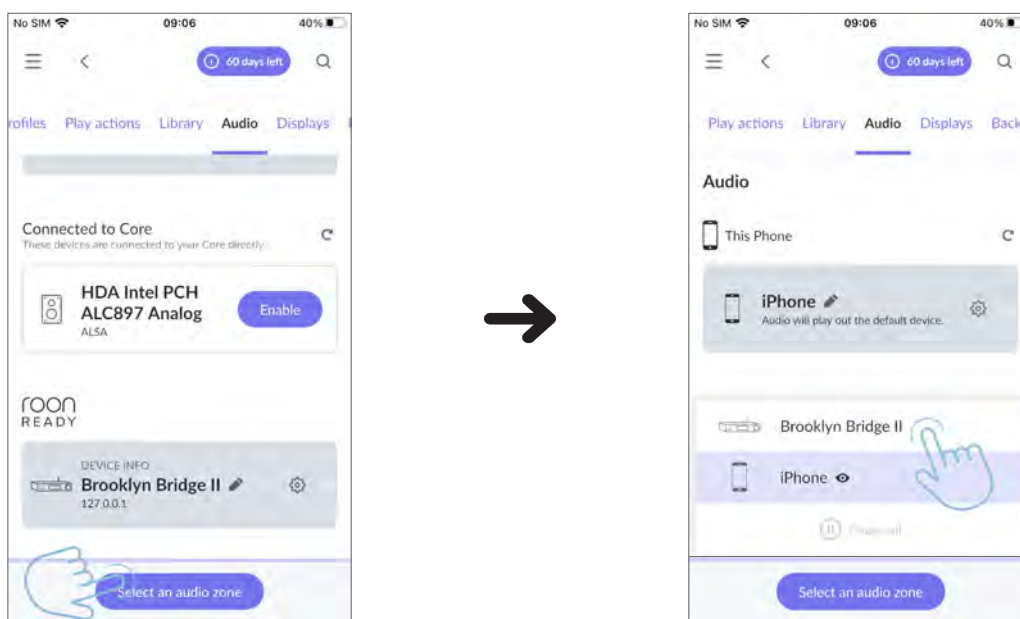 No SIM 09:06 40%
60 days left
rofiles Play actions Library Audio Displays
Connected to Core
These devices are connected to your Core directly.
HDA Intel PCH
ALC897 Analog
ALSA
Enable
roon
READY
DEVICE INFO
Brooklyn Bridge II
127.0.0.1
Select an audio zone
No SIM 09:06 40%
60 days left
Play actions Library Audio Displays Back
Audio
This Phone
iPhone
Audio will play out the default device.
Brooklyn Bridge II
iPhone
Select an audio zone